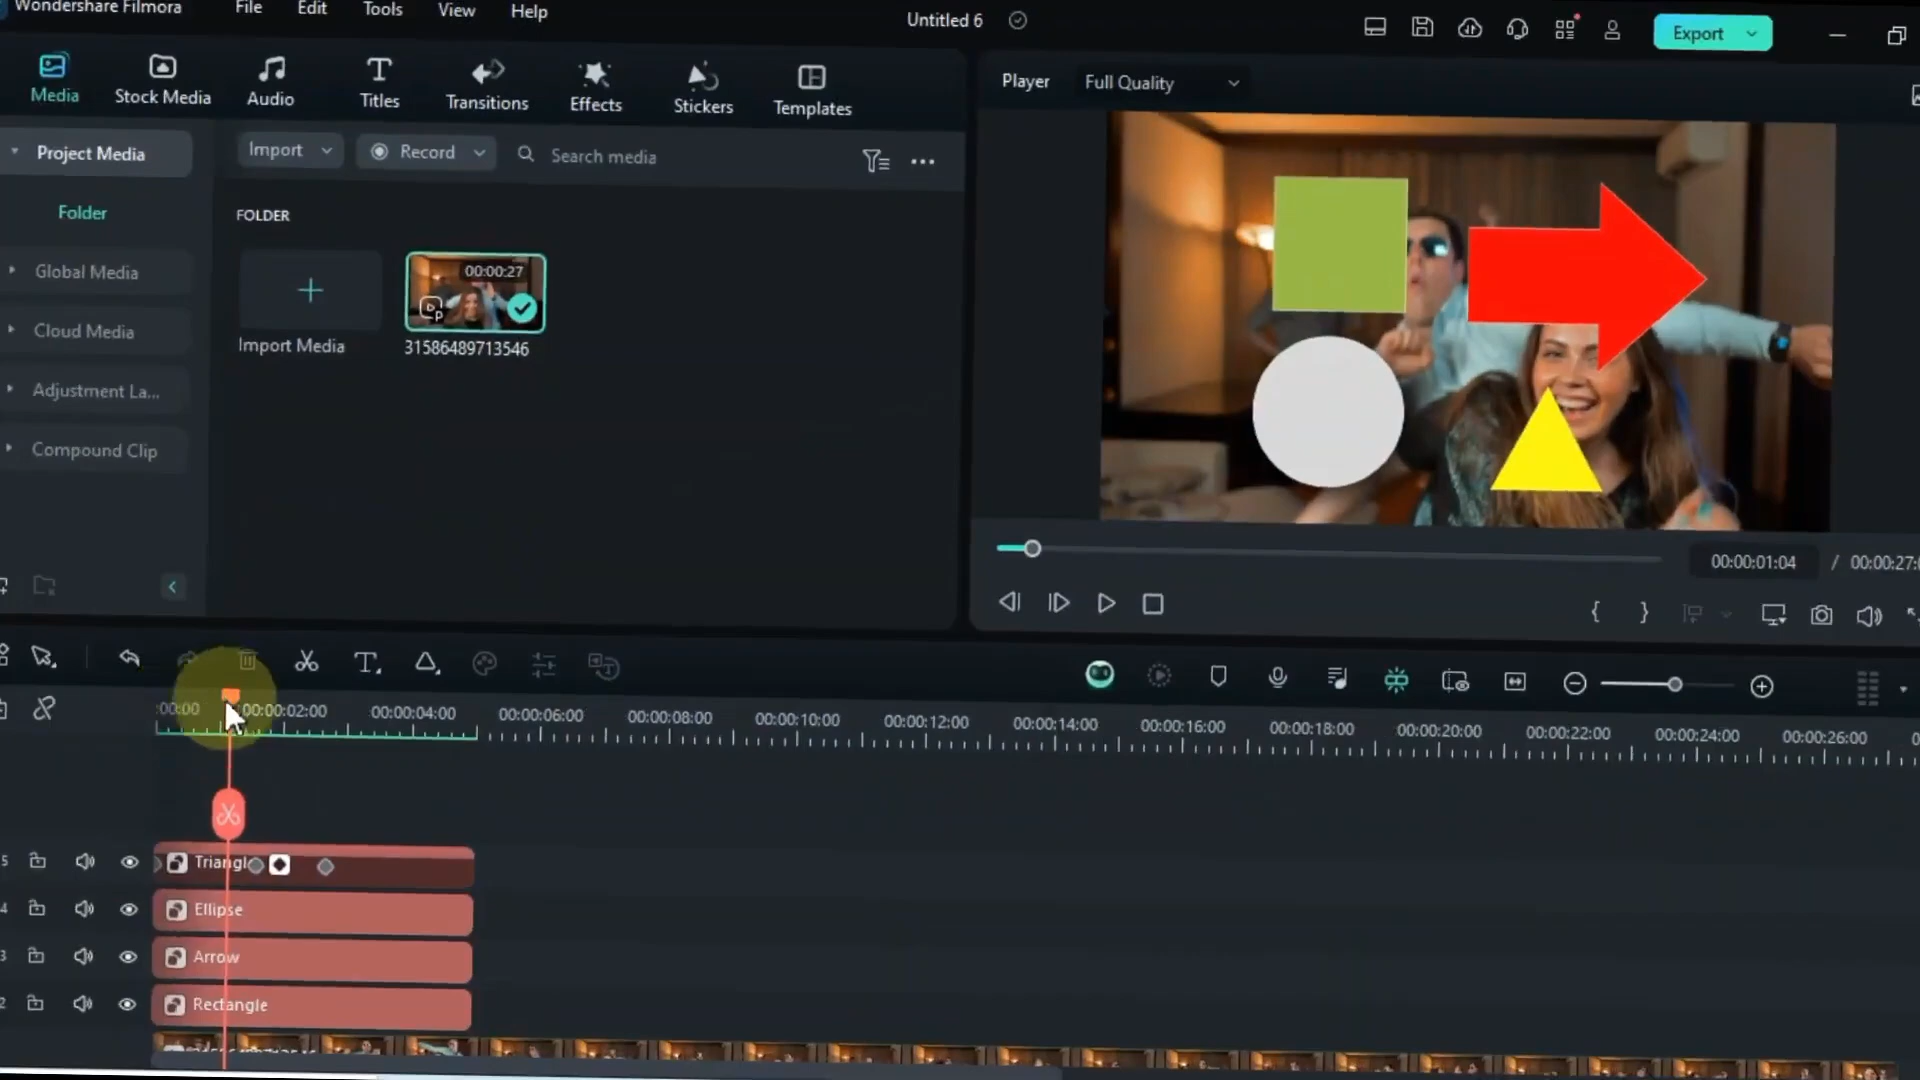 Wondershare Filmora
File
Edit
Tools
View
Help
Untitled 6
Export
Media
Stock Media
Audio
Titles
Transitions
Effects
Stickers
Templates
Player
Full Quality
Project Media
Import
Record
Search media
Folder
FOLDER
Global Media
00:00:27
Cloud Media
Import Media
31586489713546
Adjustment La...
Compound Clip
00:00:01:04 / 00:00:27:
:00:00
00:00:02:00
00:00:04:00
00:00:06:00
00:00:08:00
00:00:10:00
00:00:12:00
00:00:14:00
00:00:16:00
00:00:18:00
00:00:20:00
00:00:22:00
00:00:24:00
00:00:26:00
5
Triangl
4
Ellipse
3
Arrow
2
Rectangle